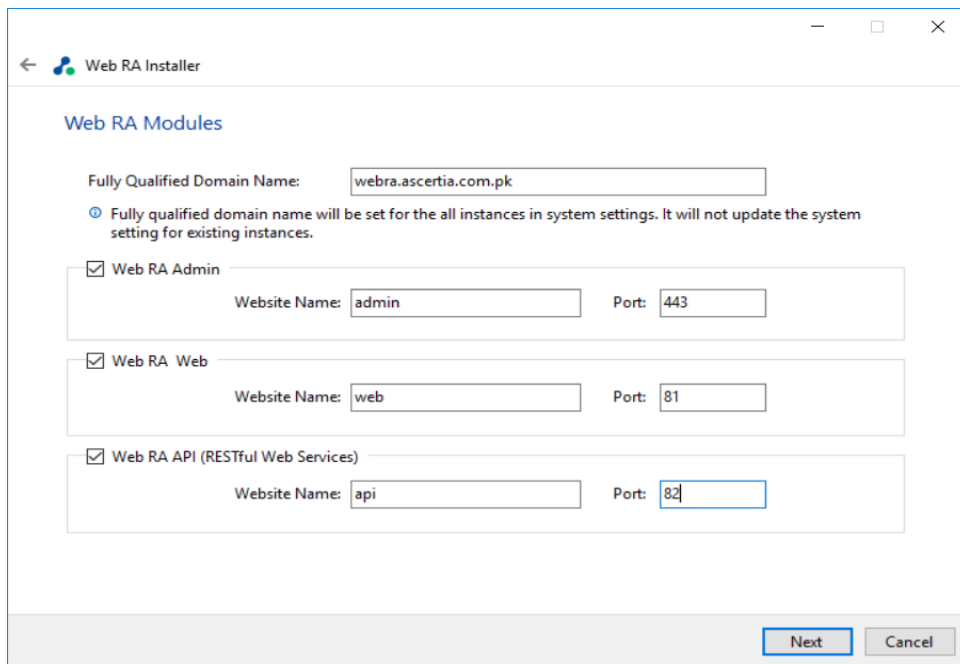 Web RA Installer
Web RA Modules
Fully Qualified Domain Name: webra.ascertia.com.pk
Fully qualified domain name will be set for the all instances in system settings. It will not update the system
setting for existing instances.
Web RA Admin
Website Name: admin Port: 443
Web RA Web
Website Name: web Port: 81
Web RA API (RESTful Web Services)
Website Name: api Port: 82
Next Cancel